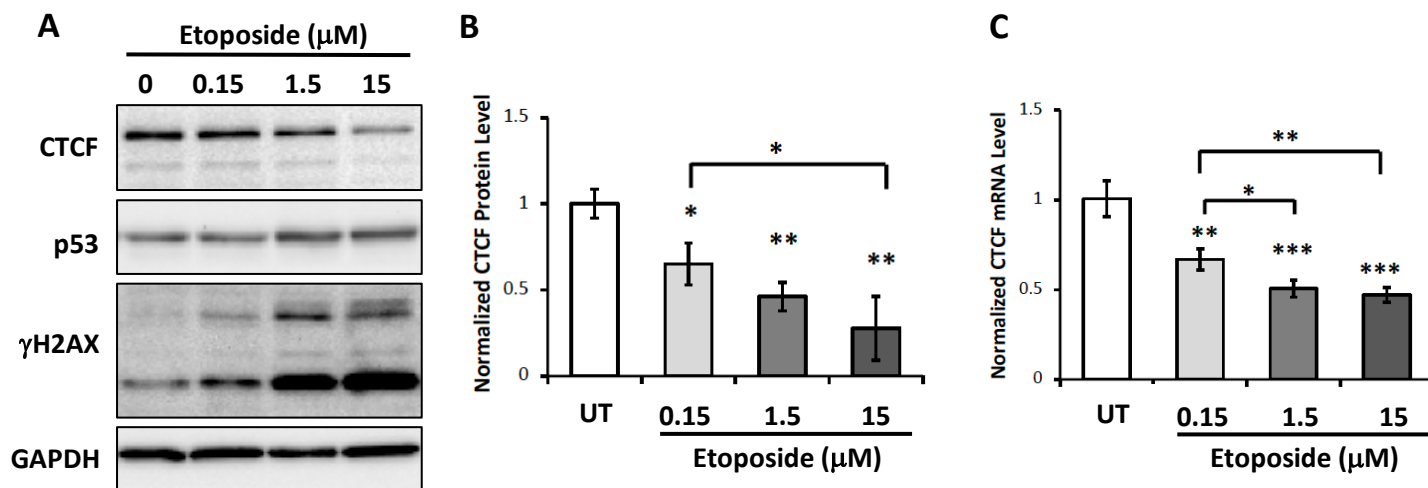 A
Etoposide (μM)
0 0.15 1.5 15
CTCF
p53
γH2AX
GAPDH
B
Normalized CTCF Protein Level
1.5
1
0.5
0
*
*
**
**
UT 0.15 1.5 15
Etoposide (μM)
C
Normalized CTCF mRNA Level
1.5
1
0.5
0
**
*
**
***
***
UT 0.15 1.5 15
Etoposide (μM)